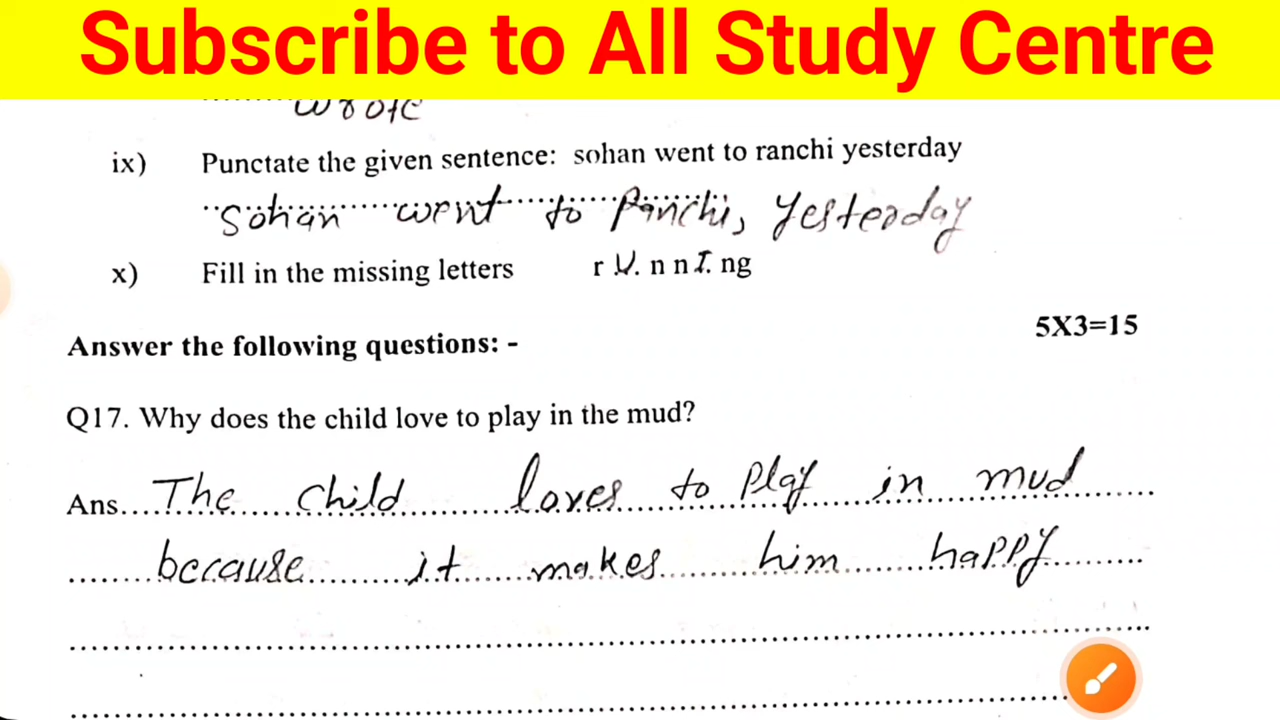 Subscribe to All Study Centre
wrote
ix) Punctate the given sentence: sohan went to ranchi yesterday
Sohan went to Ranchi, Yesterday
x) Fill in the missing letters r U. n n I. ng
5X3=15
Answer the following questions: -
Q17. Why does the child love to play in the mud?
Ans....The child loves to play in mud
because it makes him happy